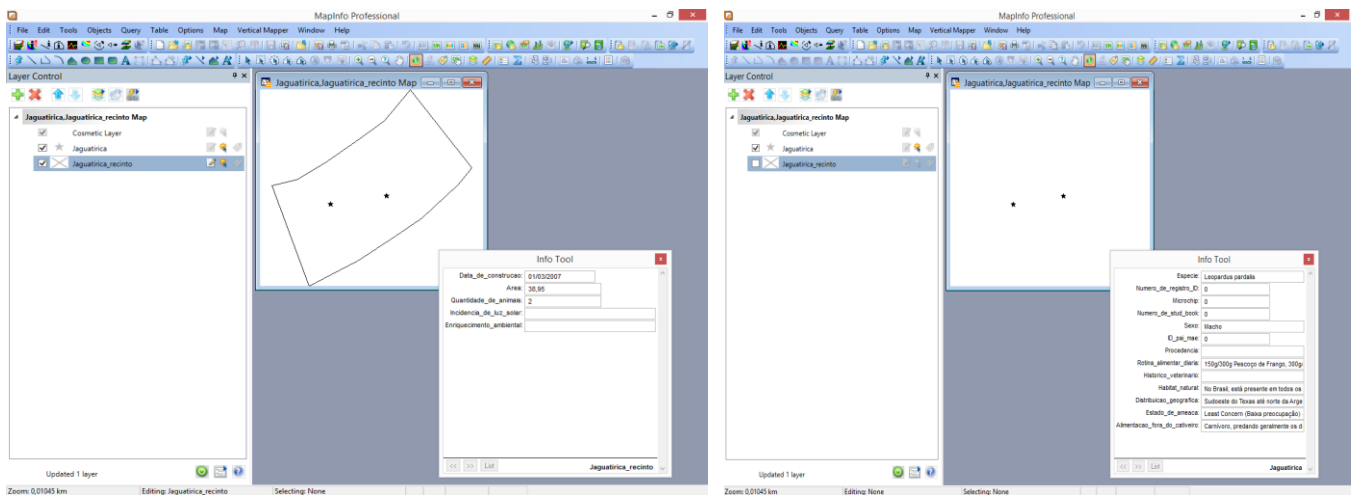 MapInfo Professional
File Edit Tools Objects Query Table Options Map Vertical Mapper Window Help
Layer Control
Jaguatirica,Jaguatirica_recinto Map
Cosmetic Layer
Jaguatirica
Jaguatirica_recinto
Updated 1 layer
Jaguatirica,Jaguatirica_recinto Map
Info Tool
Data_de_construcao: 01/03/2007
Area: 38,95
Quantidade_de_animais: 2
Incidencia_de_luz_solar:
Enriquecimento_ambiental:
<< >> List Jaguatirica_recinto
Zoom: 0,01045 km Editing: Jaguatirica_recinto Selecting: None
MapInfo Professional
File Edit Tools Objects Query Table Options Map Vertical Mapper Window Help
Layer Control
Jaguatirica,Jaguatirica_recinto Map
Cosmetic Layer
Jaguatirica
Jaguatirica_recinto
Updated 1 layer
Jaguatirica,Jaguatirica_recinto Map
Info Tool
Especie: Leopardus pardalis
Numero_de_registro_ID: 0
Microchip: 0
Numero_de_stud_book: 0
Sexo: Macho
ID_pai_mae: 0
Procedencia:
Rotina_alimentar_diaria: 150g/300g Pescoço de Frango, 300g/
Historico_veterinario:
Habitat_natural: No Brasil, está presente em todos os
Distribuicao_geografica: Sudoeste do Texas até norte da Arge
Estado_de_ameaca: Least Concern (Baixa preocupação)
Alimentacao_fora_do_cativeiro: Carnívoro, predando geralmente os d
<< >> List Jaguatirica
Zoom: 0,01045 km Editing: None Selecting: None